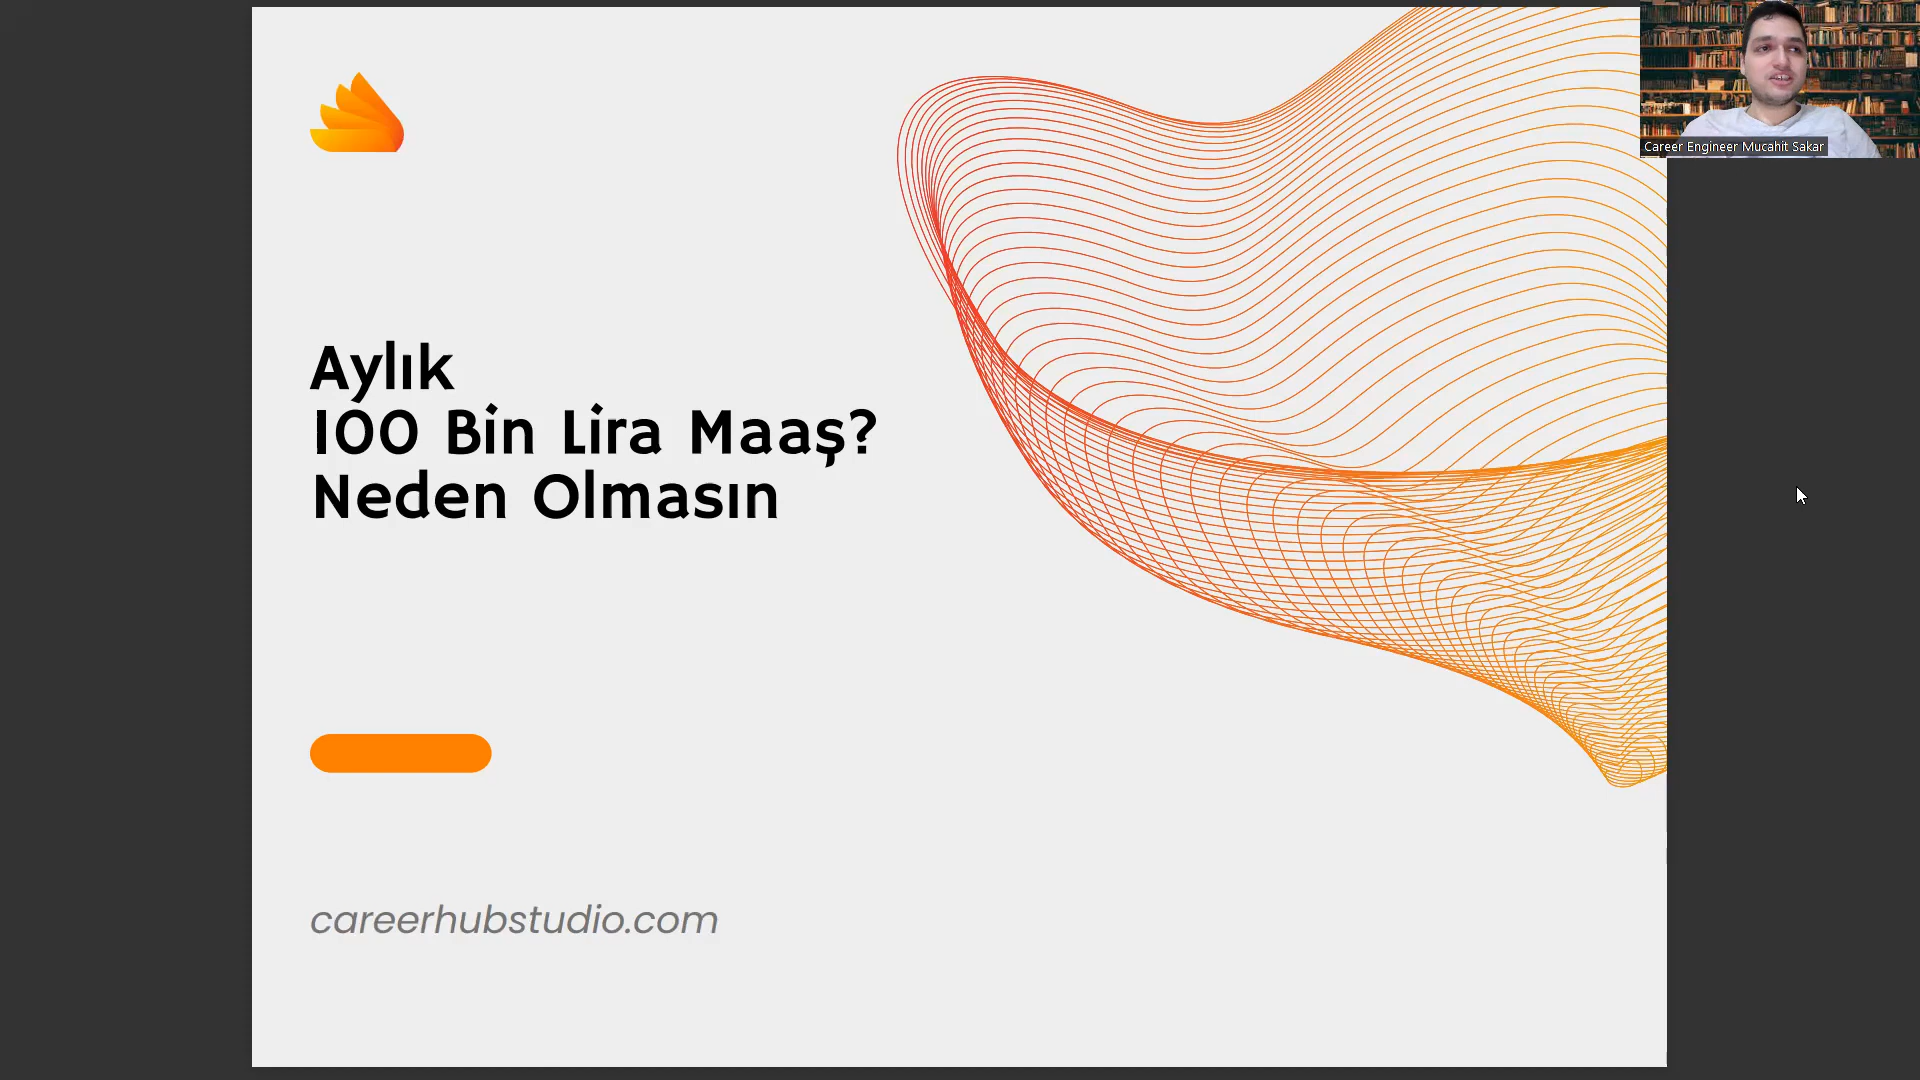 Aylık
100 Bin Lira Maaş?
Neden Olmasın
careerhubstudio.com
Career Engineer Mucahit Sakar